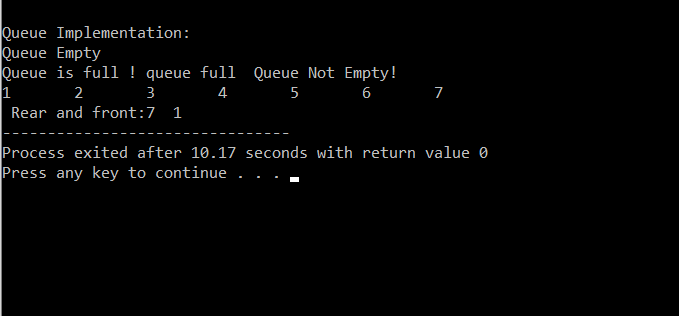 Queue Implementation:
Queue Empty
Queue is full ! queue full  Queue Not Empty!
1       2       3       4       5       6       7
 Rear and front:7  1
--------------------------------
Process exited after 10.17 seconds with return value 0
Press any key to continue . . .